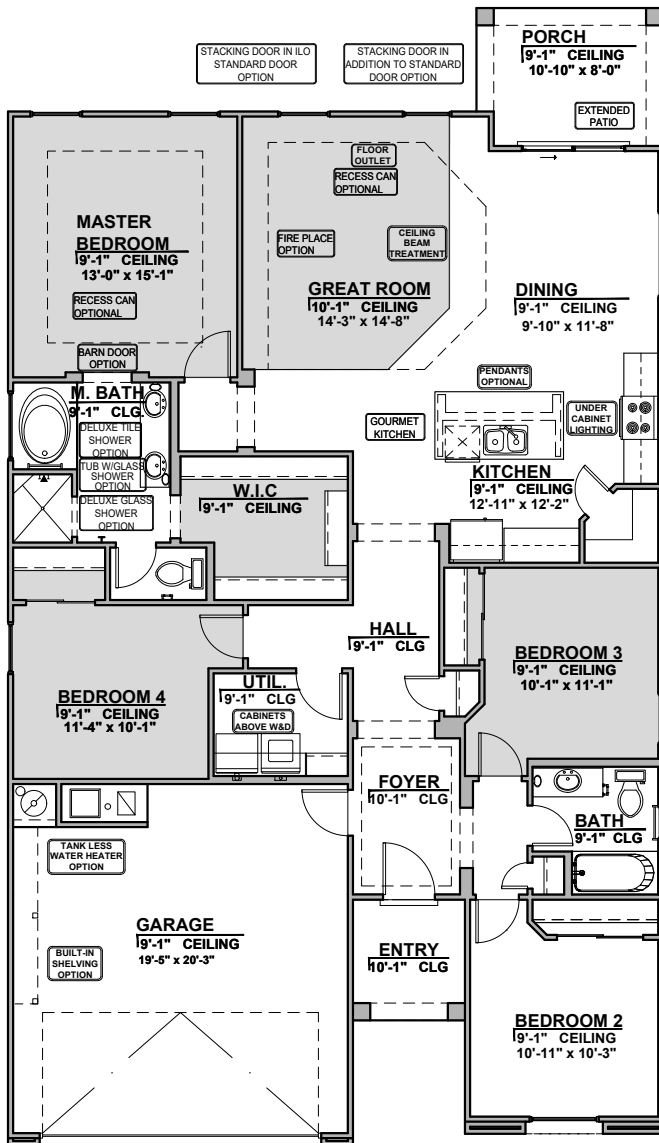 PORCH
9'-1" CEILING
10'-10" x 8'-0"
STACKING DOOR IN ILO
STANDARD DOOR
OPTION
STACKING DOOR IN
ADDITION TO STANDARD
DOOR OPTION
EXTENDED
PATIO
FLOOR
OUTLET
RECESS CAN
OPTIONAL
MASTER
BEDROOM
9'-1" CEILING
13'-0" x 15'-1"
RECESS CAN
OPTIONAL
FIRE PLACE
OPTION
CEILING
BEAM
TREATMENT
GREAT ROOM
10'-1" CEILING
14'-3" x 14'-8"
DINING
9'-1" CEILING
9'-10" x 11'-8"
BARN DOOR
OPTION
M. BATH
9'-1" CLG.
DELUXE TILE
SHOWER
OPTION
TUB W/GLASS
SHOWER
OPTION
DELUXE GLASS
SHOWER
OPTION
PENDANTS
OPTIONAL
GOURMET
KITCHEN
UNDER
CABINET
LIGHTING
KITCHEN
9'-1" CEILING
12'-11" x 12'-2"
W.I.C
9'-1" CEILING
HALL
9'-1" CLG
BEDROOM 3
9'-1" CEILING
10'-1" x 11'-1"
BEDROOM 4
9'-1" CEILING
11'-4" x 10'-1"
UTIL.
9'-1" CLG
CABINETS
ABOVE W&D
FOYER
10'-1" CLG
BATH
9'-1" CLG
TANK LESS
WATER HEATER
OPTION
GARAGE
9'-1" CEILING
19'-5" x 20'-3"
BUILT-IN
SHELVING
OPTION
ENTRY
10'-1" CLG
BEDROOM 2
9'-1" CEILING
10'-11" x 10'-3"